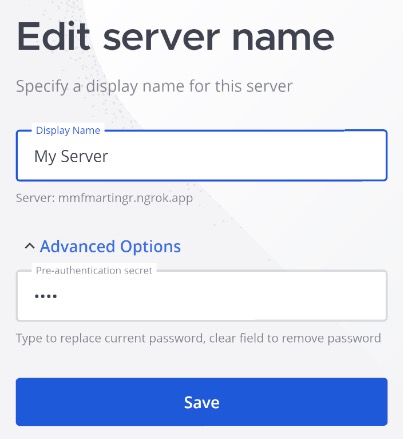 Edit server name
Specify a display name for this server
Display Name
My Server
Server: mmfmartingr.ngrok.app
Advanced Options
Pre-authentication secret
••••
Type to replace current password, clear field to remove password
Save